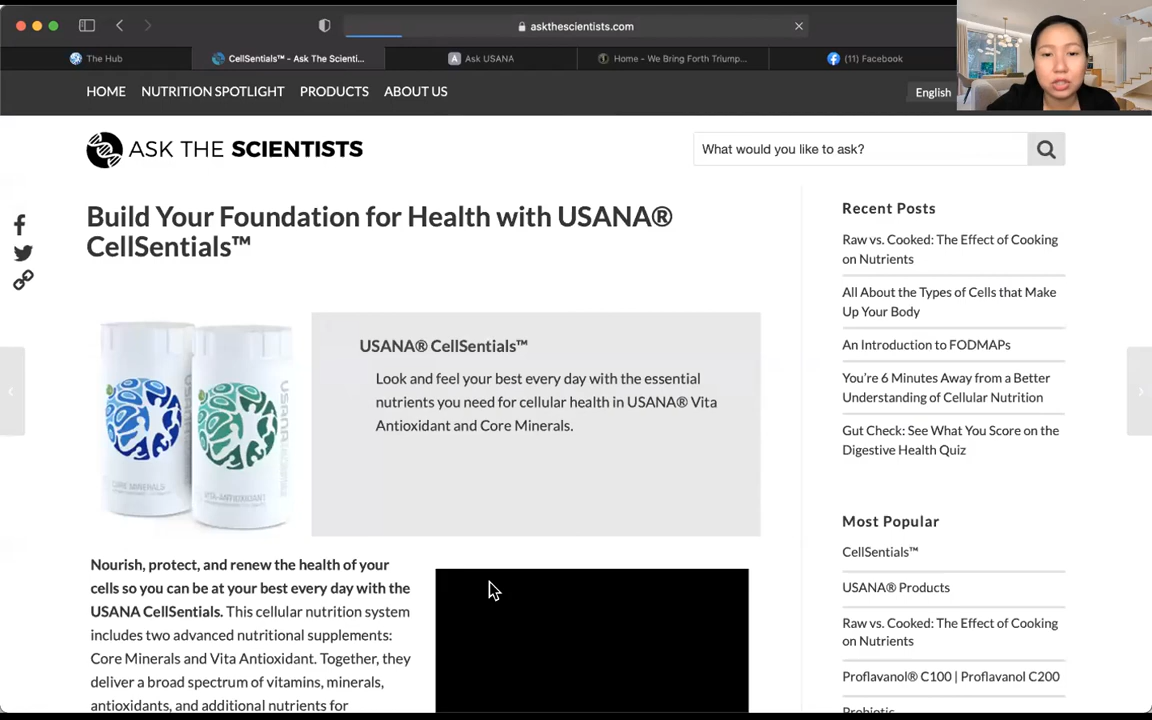 askthescientists.com
The Hub
CellSentials™ - Ask The Scienti...
A
Ask USANA
Home - We Bring Forth Triump...
(11) Facebook
HOME
NUTRITION SPOTLIGHT
PRODUCTS
ABOUT US
English
ASK THE SCIENTISTS
What would you like to ask?
Build Your Foundation for Health with USANA®
CellSentials™
USANA® CellSentials™
Look and feel your best every day with the essential
nutrients you need for cellular health in USANA® Vita
Antioxidant and Core Minerals.
USANA
CORE MINERALS
VITA·ANTIOXIDANT
Nourish, protect, and renew the health of your
cells so you can be at your best every day with the
USANA CellSentials. This cellular nutrition system
includes two advanced nutritional supplements:
Core Minerals and Vita Antioxidant. Together, they
deliver a broad spectrum of vitamins, minerals,
antioxidants, and additional nutrients for
Recent Posts
Raw vs. Cooked: The Effect of Cooking
on Nutrients
All About the Types of Cells that Make
Up Your Body
An Introduction to FODMAPs
You're 6 Minutes Away from a Better
Understanding of Cellular Nutrition
Gut Check: See What You Score on the
Digestive Health Quiz
Most Popular
CellSentials™
USANA® Products
Raw vs. Cooked: The Effect of Cooking
on Nutrients
Proflavanol® C100 | Proflavanol C200
Probiotic